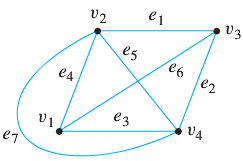 v₂ e₁ v₃
e₅
e₄ e₆ e₂
v₁ e₃ v₄
e₇